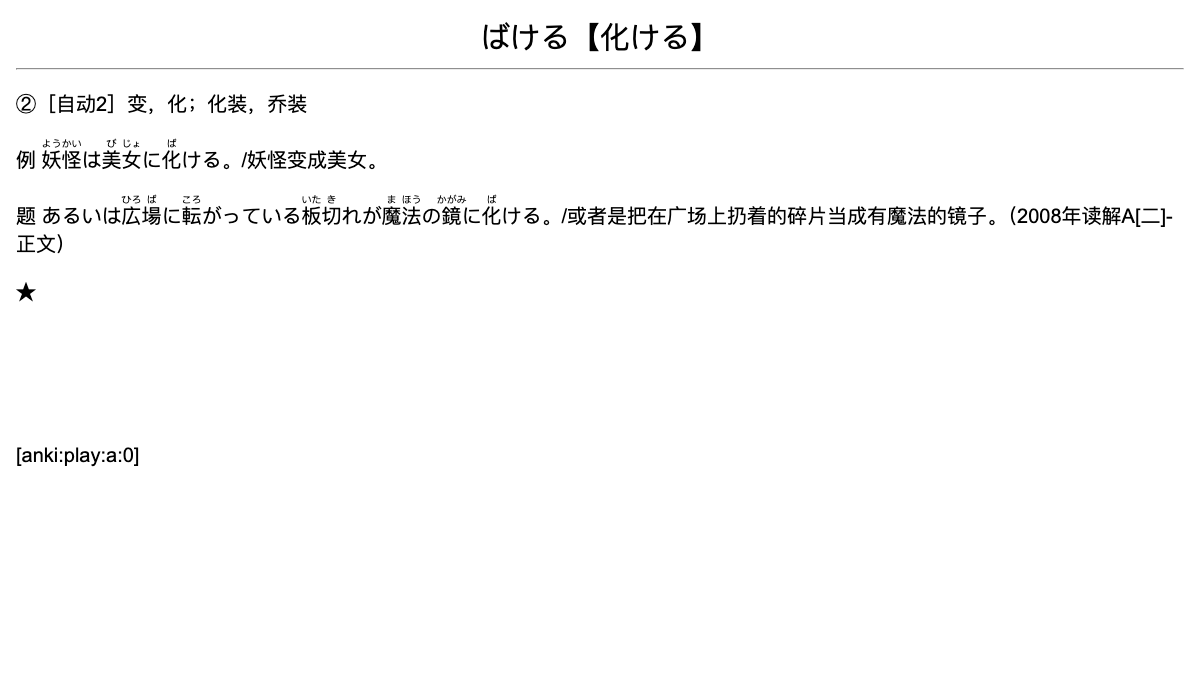 ばける【化ける】
②［自动2］变，化；化装，乔装
ようかい び じょ ば
例 妖怪は美女に化ける。/妖怪变成美女。
ひろ ば ころ いた き ま ほう かがみ ば
题 あるいは広場に転がっている板切れが魔法の鏡に化ける。/或者是把在广场上扔着的碎片当成有魔法的镜子。（2008年读解A[二]-
正文）
★
[anki:play:a:0]